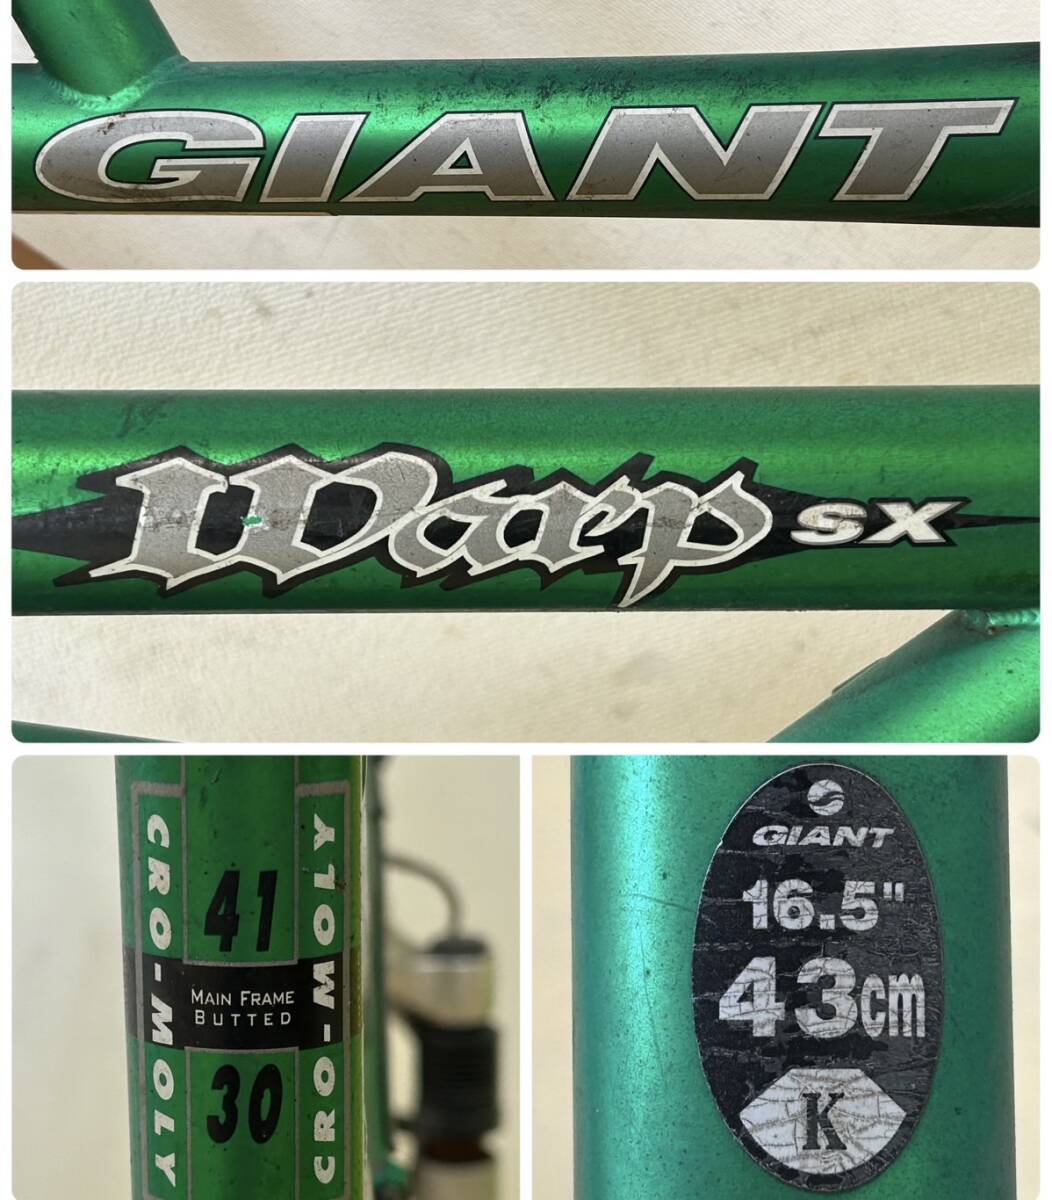 GIANT
Warp SX
CRO-MOLY
41
MAIN FRAME
BUTTED
30
CRO-MOLY
GIANT
16.5"
43cm
K